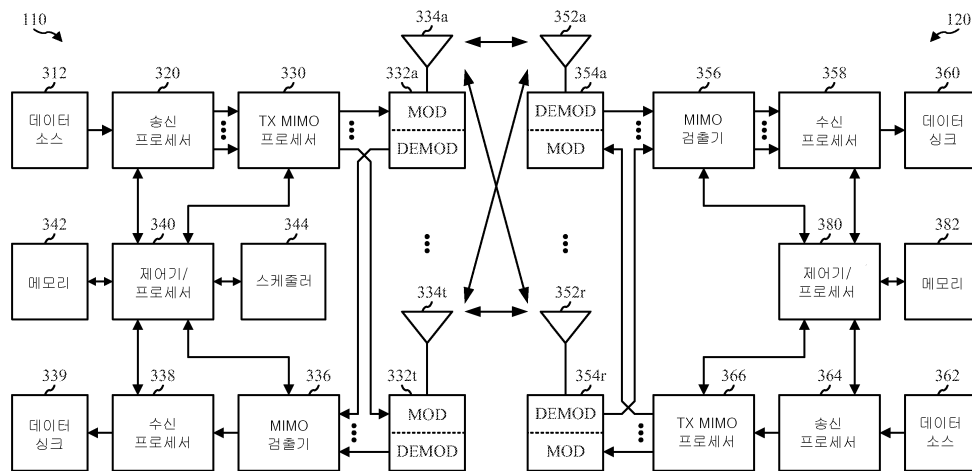 110
334a
352a
120
312
320
330
332a
354a
356
358
360
데이터
소스
송신
프로세서
TX MIMO
프로세서
MOD
DEMOD
DEMOD
MOD
MIMO
검출기
수신
프로세서
데이터
싱크
342
340
344
380
382
메모리
제어기/
프로세서
스케줄러
제어기/
프로세서
메모리
334t
352r
339
338
336
332t
354r
366
364
362
데이터
싱크
수신
프로세서
MIMO
검출기
MOD
DEMOD
DEMOD
MOD
TX MIMO
프로세서
송신
프로세서
데이터
소스